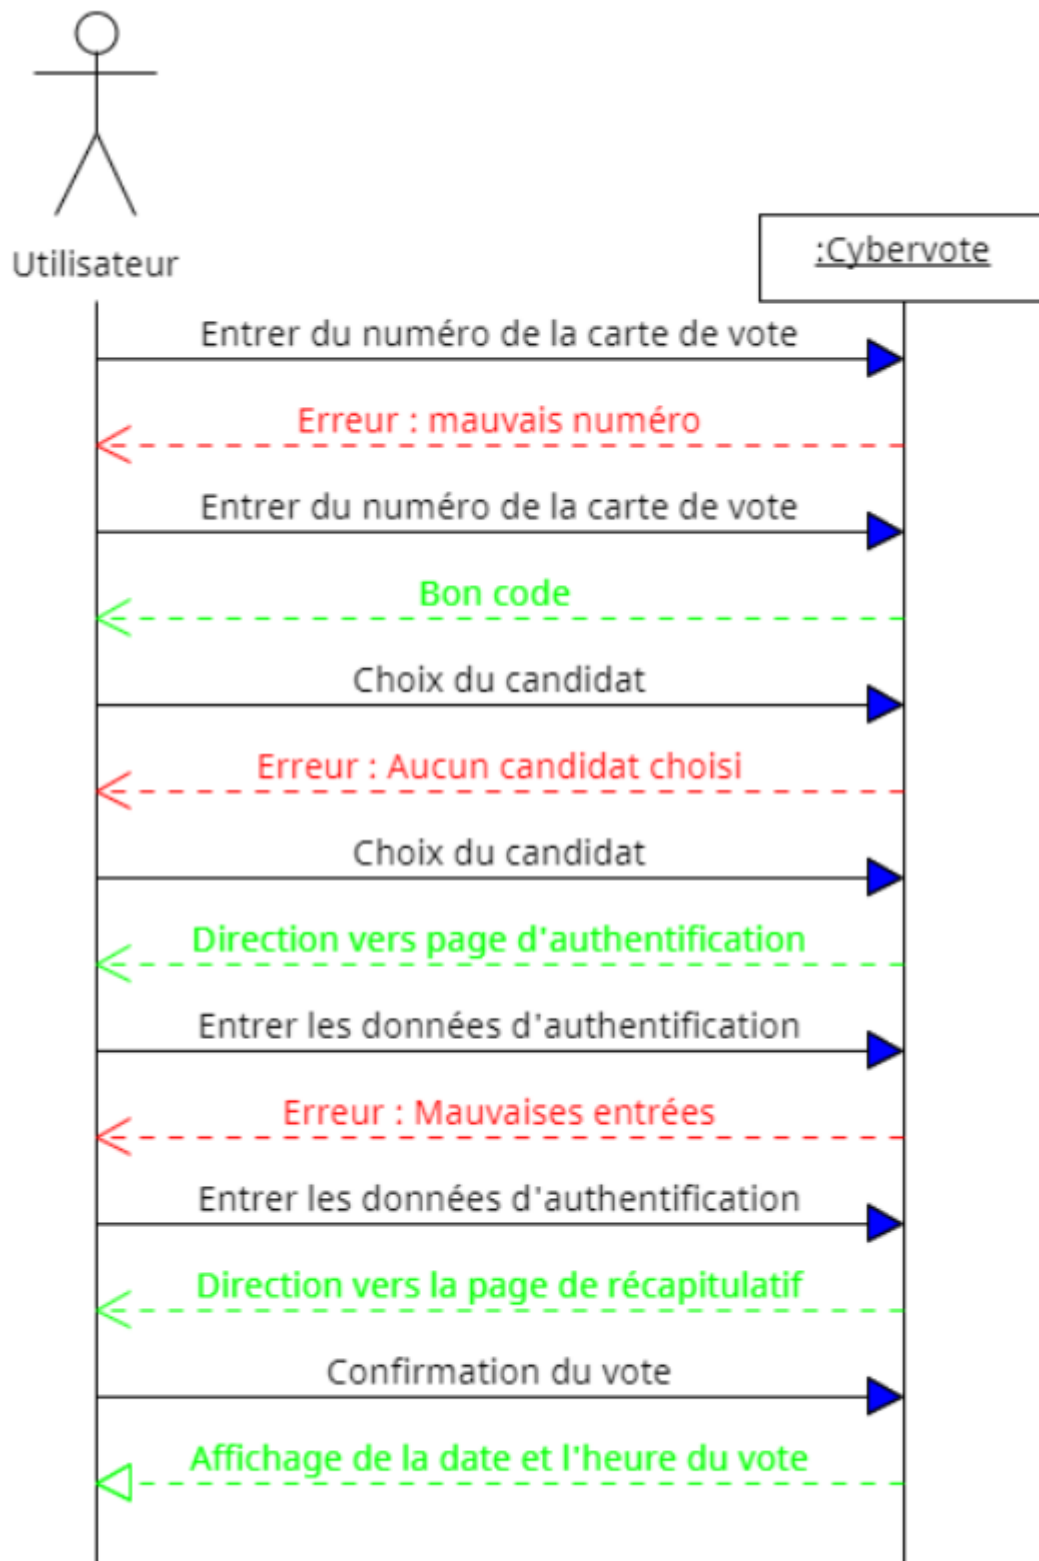 Utilisateur
:Cybervote
Entrer du numéro de la carte de vote
Erreur : mauvais numéro
Entrer du numéro de la carte de vote
Bon code
Choix du candidat
Erreur : Aucun candidat choisi
Choix du candidat
Direction vers page d'authentification
Entrer les données d'authentification
Erreur : Mauvaises entrées
Entrer les données d'authentification
Direction vers la page de récapitulatif
Confirmation du vote
Affichage de la date et l'heure du vote